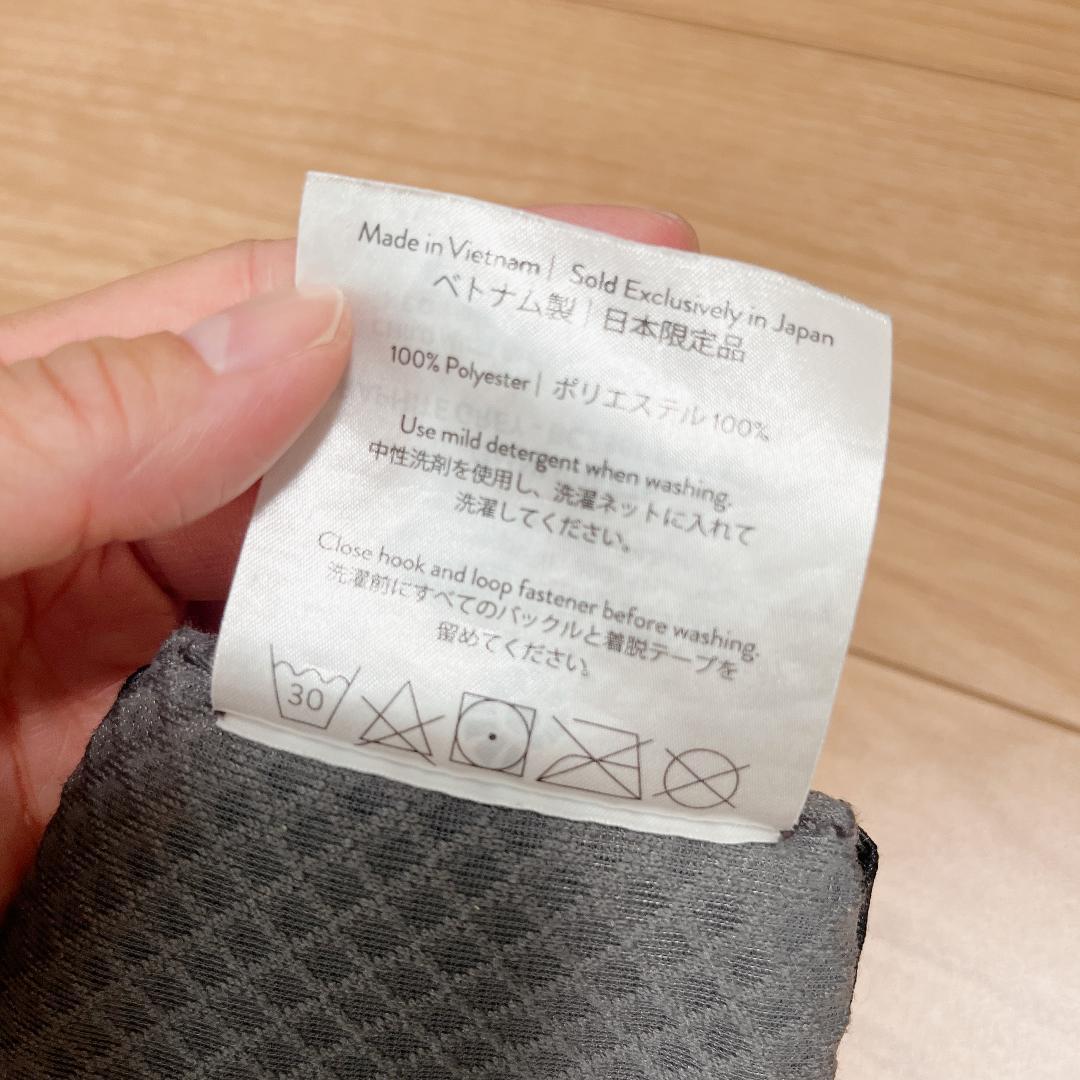 Made in Vietnam | Sold Exclusively in Japan
ベトナム製 | 日本限定品
100% Polyester | ポリエステル 100%
Use mild detergent when washing.
中性洗剤を使用し、洗濯ネットに入れて
洗濯してください。
Close hook and loop fastener before washing.
洗濯前にすべてのバックルと着脱テープを
留めてください。
30